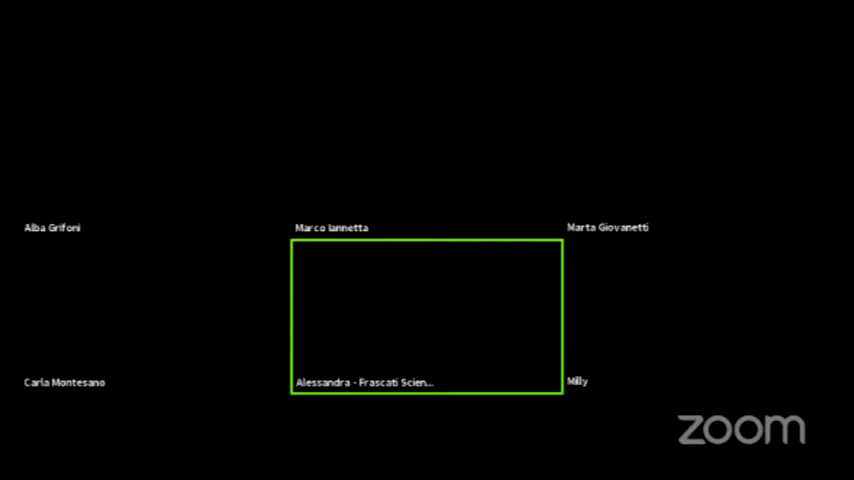 Alba Grifoni
Marco Iannetta
Marta Giovanetti
Carla Montesano
Alessandra - Frascati Scien...
Milly
zoom